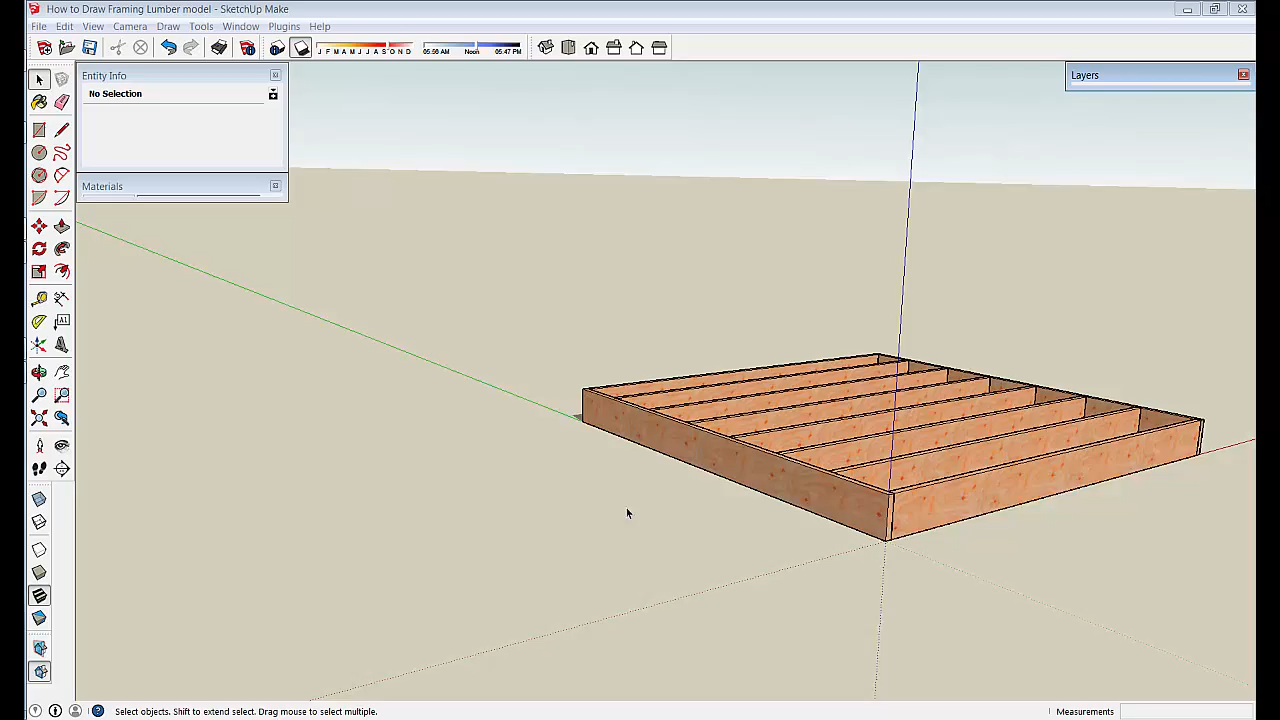 How to Draw Framing Lumber model - SketchUp Make
File Edit View Camera Draw Tools Window Plugins Help
J F M A M J J A S O N D 05:56 AM Noon 05:47 PM
Entity Info
No Selection
Materials
Layers
A1
Select objects. Shift to extend select. Drag mouse to select multiple.
Measurements